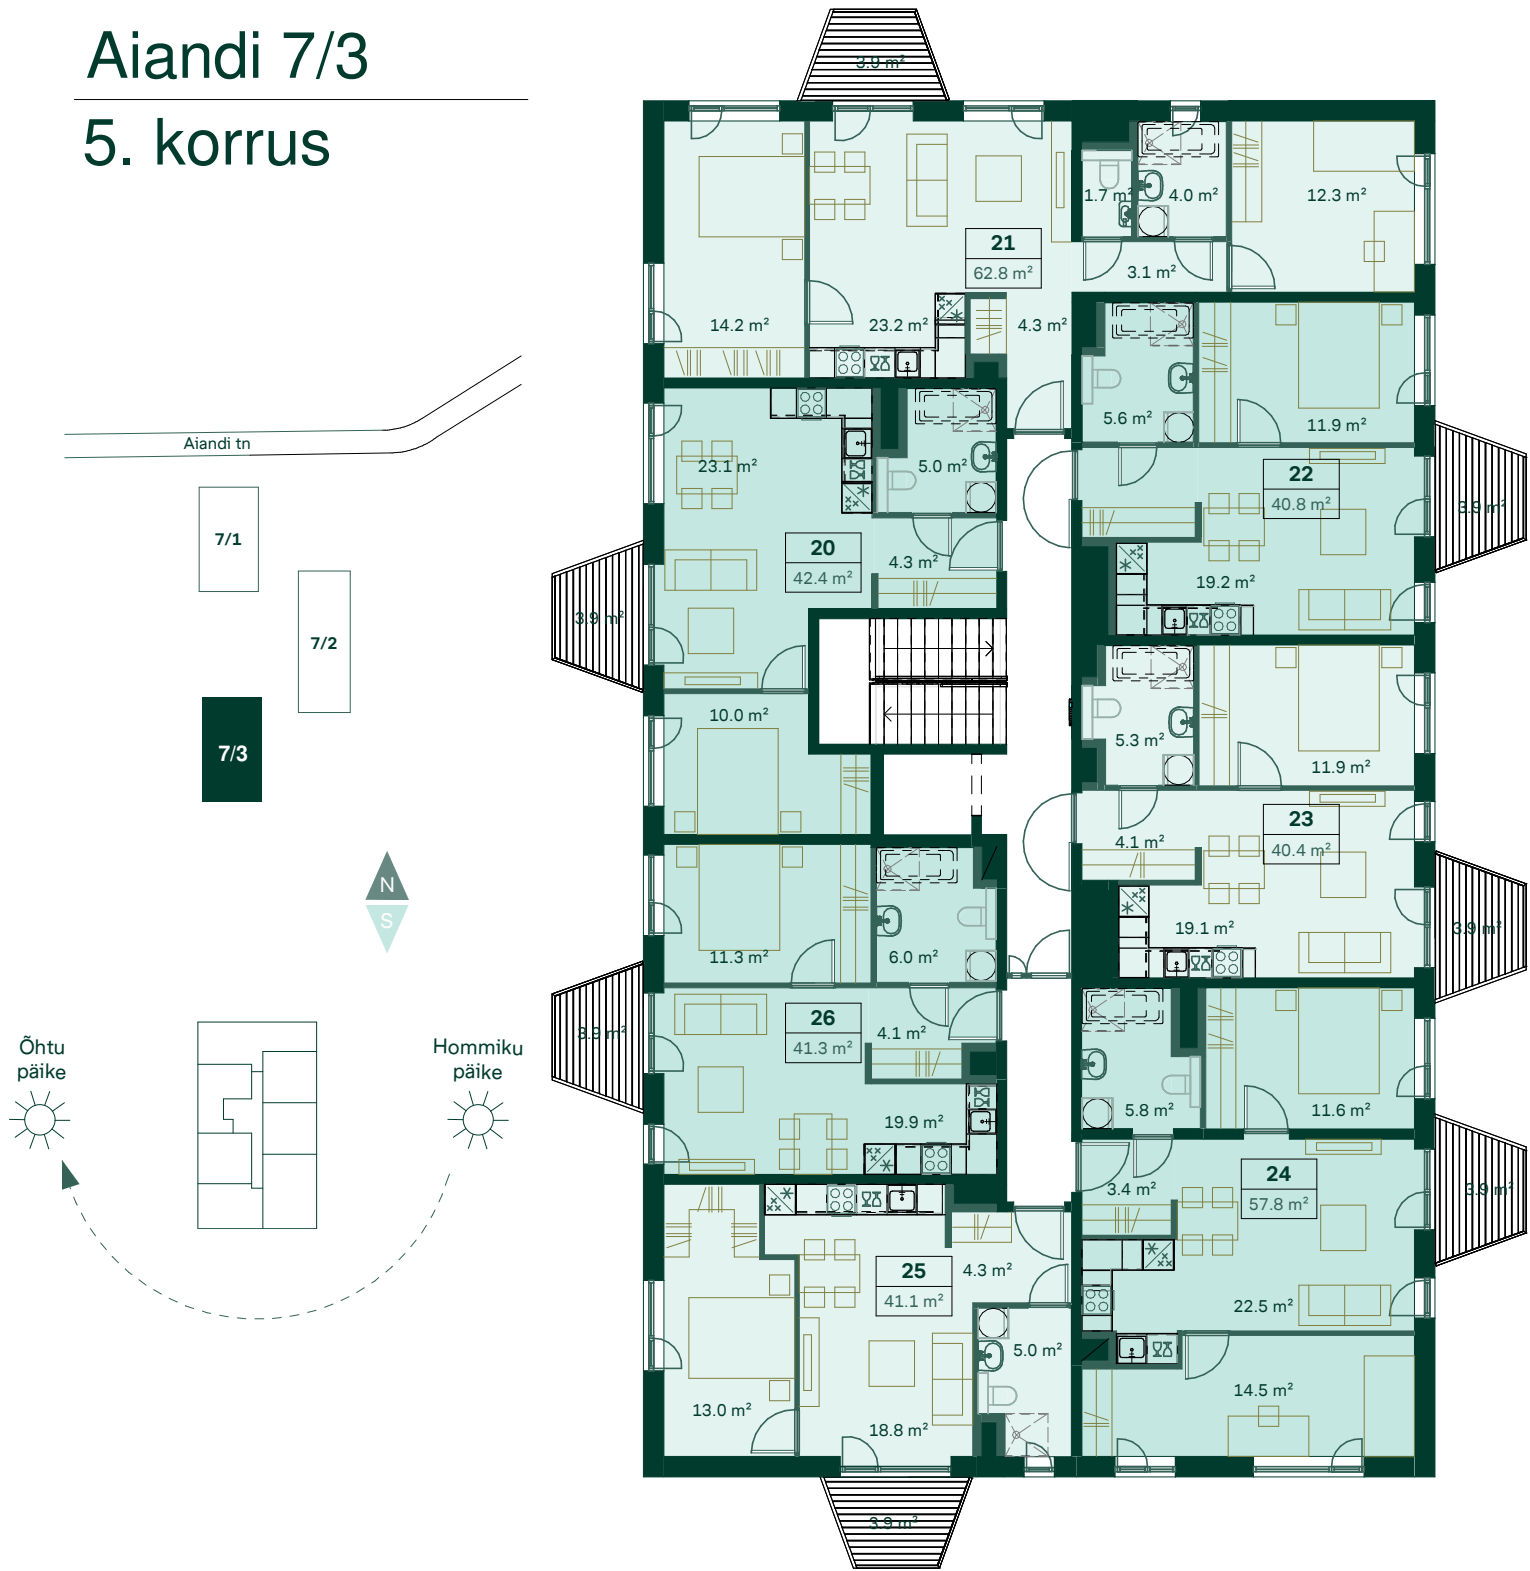 Aiandi 7/3
5. korrus
Aiandi tn
7/1
7/2
7/3
N
S
Õhtu
päike
Hommiku
päike
3.9 m²
1.7 m²
4.0 m²
12.3 m²
21
62.8 m²
3.1 m²
14.2 m²
23.2 m²
4.3 m²
5.6 m²
11.9 m²
23.1 m²
5.0 m²
22
40.8 m²
3.9 m²
20
42.4 m²
4.3 m²
19.2 m²
3.9 m²
10.0 m²
5.3 m²
11.9 m²
23
40.4 m²
4.1 m²
11.3 m²
6.0 m²
19.1 m²
3.9 m²
26
41.3 m²
4.1 m²
3.9 m²
19.9 m²
5.8 m²
11.6 m²
24
57.8 m²
3.4 m²
3.9 m²
25
41.1 m²
4.3 m²
22.5 m²
5.0 m²
14.5 m²
13.0 m²
18.8 m²
3.9 m²